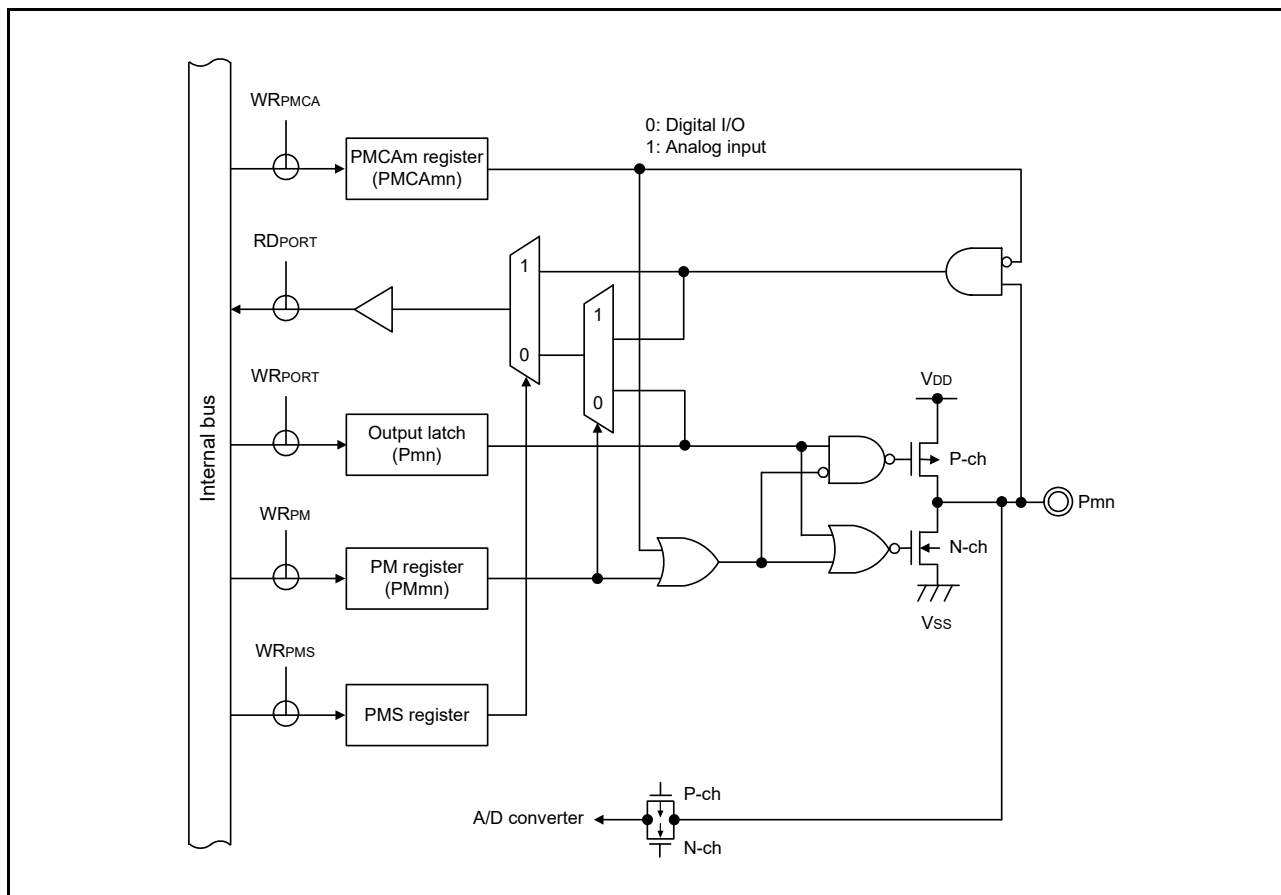 WRPMCA
0: Digital I/O
1: Analog input
PMCAm register
(PMCAmn)
RDPORT
1
1
0
WRPORT
0
VDD
Internal bus
Output latch
(Pmn)
P-ch
Pmn
WRPM
N-ch
PM register
(PMmn)
VSS
WRPMS
PMS register
P-ch
A/D converter
N-ch